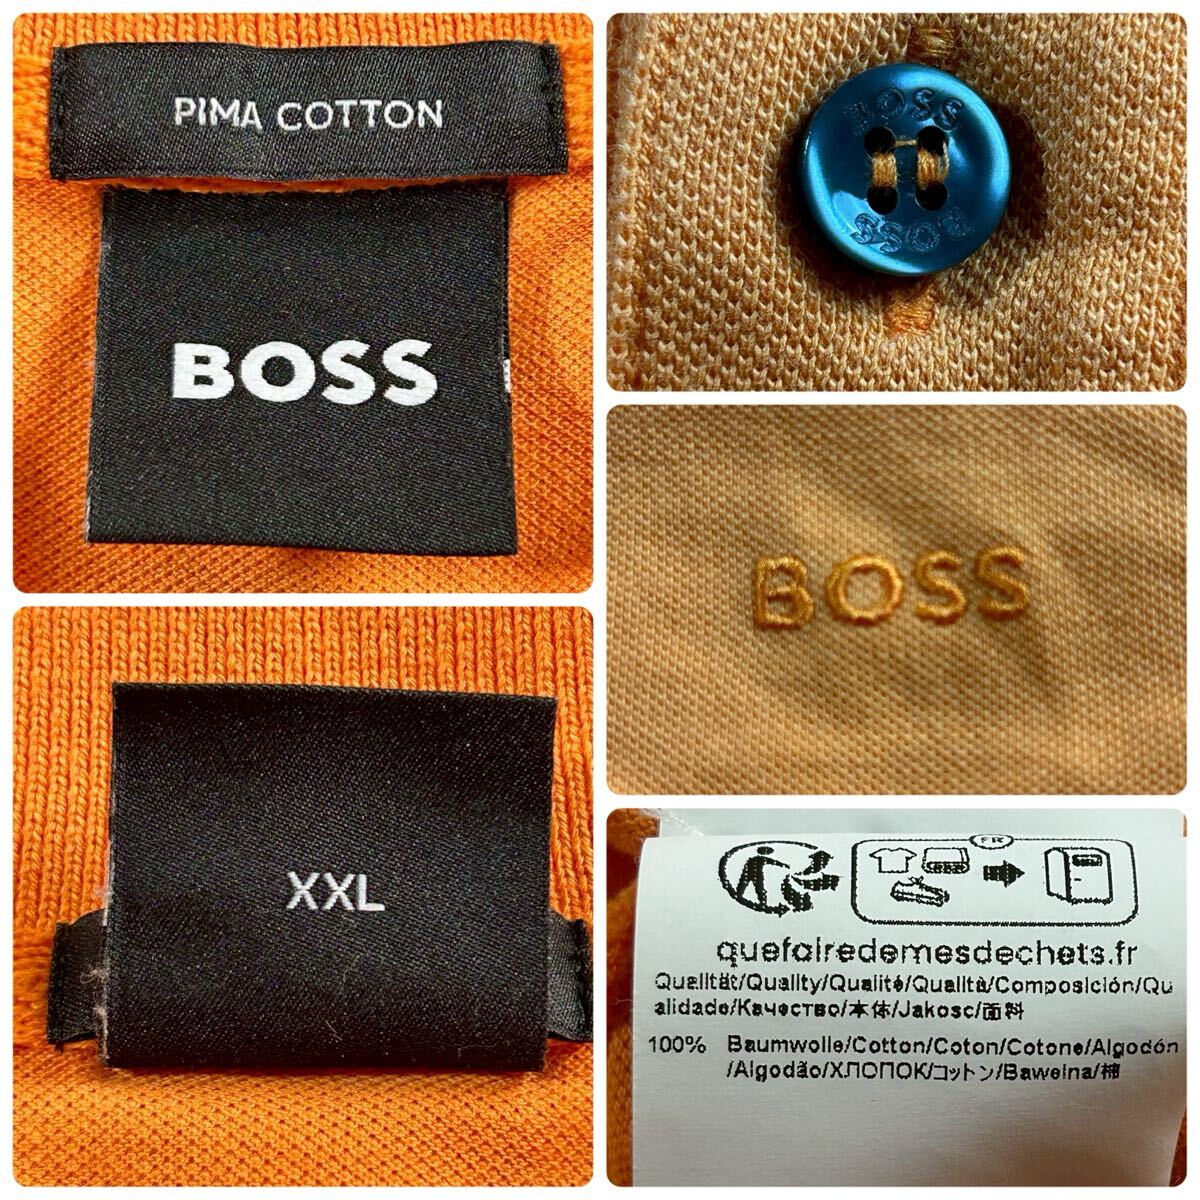 PIMA COTTON
BOSS
BOSS
BOSS
BOSS
XXL
FR
quefairedemesdechets.fr
Qualität/Quality/Qualité/Qualità/Composición/Qu
alidade/Качество/本体/Jakosc/面料
100% Baumwolle/Cotton/Coton/Cotone/Algodón
/Algodão/ХЛОПОК/コットン/Bawelna/棉